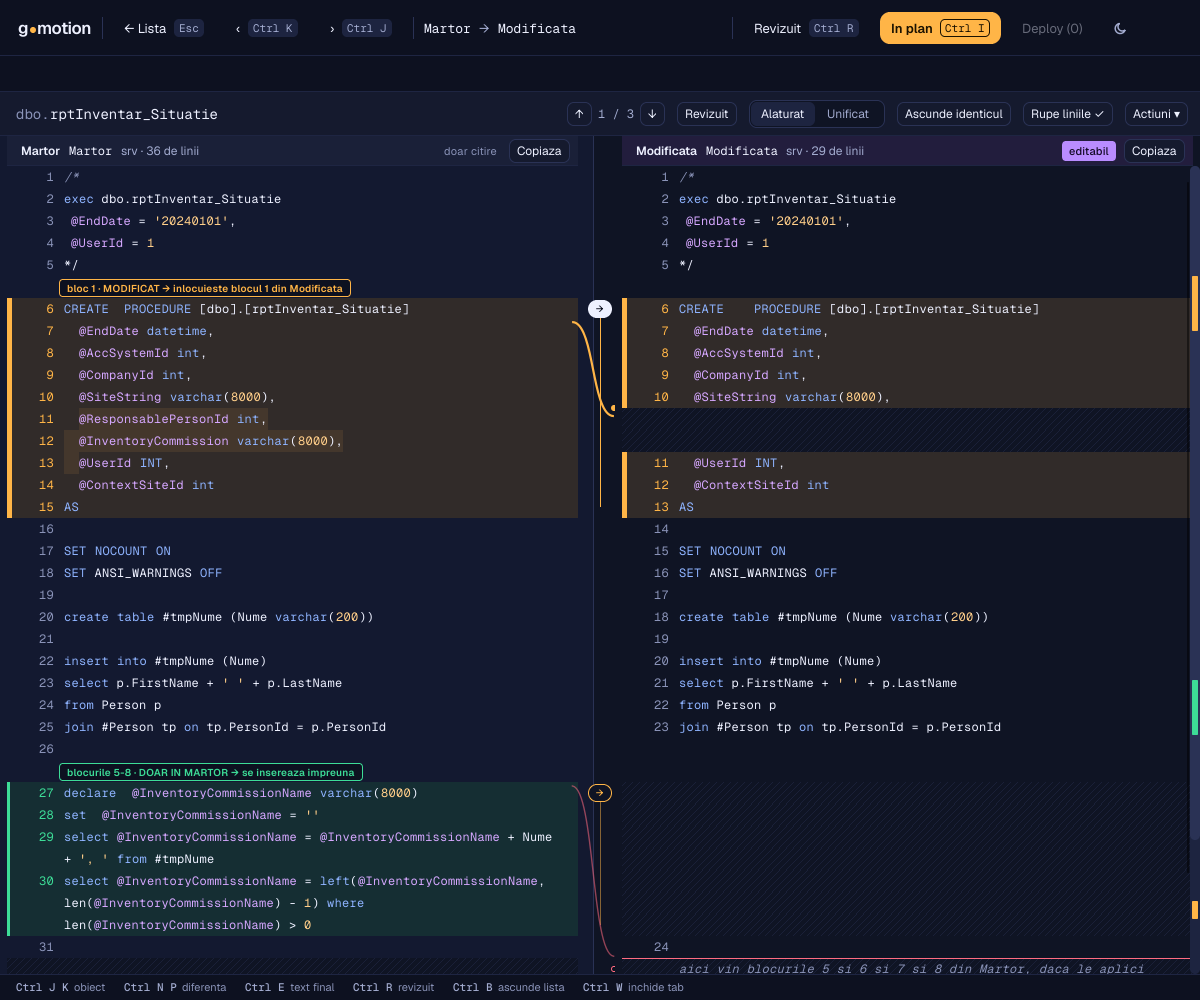 g•motion
← Lista Esc ‹ Ctrl K › Ctrl J Martor → Modificata Revizuit Ctrl R In plan Ctrl I Deploy (0)
dbo.rptInventar_Situatie ↑ 1 / 3 ↓ Revizuit Alaturat Unificat Ascunde identicul Rupe liniile ✓ Actiuni ▾
Martor Martor srv · 36 de linii doar citire Copiaza
1 /*
2 exec dbo.rptInventar_Situatie
3 @EndDate = '20240101',
4 @UserId = 1
5 */
bloc 1 · MODIFICAT → inlocuieste blocul 1 din Modificata
6 CREATE  PROCEDURE [dbo].[rptInventar_Situatie]
7 @EndDate datetime,
8 @AccSystemId int,
9 @CompanyId int,
10 @SiteString varchar(8000),
11 @ResponsablePersonId int,
12 @InventoryCommission varchar(8000),
13 @UserId INT,
14 @ContextSiteId int
15 AS
16
17 SET NOCOUNT ON
18 SET ANSI_WARNINGS OFF
19
20 create table #tmpNume (Nume varchar(200))
21
22 insert into #tmpNume (Nume)
23 select p.FirstName + ' ' + p.LastName
24 from Person p
25 join #Person tp on tp.PersonId = p.PersonId
26
blocurile 5-8 · DOAR IN MARTOR → se insereaza impreuna
27 declare  @InventoryCommissionName varchar(8000)
28 set  @InventoryCommissionName = ''
29 select @InventoryCommissionName = @InventoryCommissionName + Nume
+ ', ' from #tmpNume
30 select @InventoryCommissionName = left(@InventoryCommissionName,
len(@InventoryCommissionName) - 1) where
len(@InventoryCommissionName) > 0
31
→
→
Modificata Modificata srv · 29 de linii editabil Copiaza
1 /*
2 exec dbo.rptInventar_Situatie
3 @EndDate = '20240101',
4 @UserId = 1
5 */
6 CREATE    PROCEDURE [dbo].[rptInventar_Situatie]
7 @EndDate datetime,
8 @AccSystemId int,
9 @CompanyId int,
10 @SiteString varchar(8000),
11 @UserId INT,
12 @ContextSiteId int
13 AS
14
15 SET NOCOUNT ON
16 SET ANSI_WARNINGS OFF
17
18 create table #tmpNume (Nume varchar(200))
19
20 insert into #tmpNume (Nume)
21 select p.FirstName + ' ' + p.LastName
22 from Person p
23 join #Person tp on tp.PersonId = p.PersonId
24
aici vin blocurile 5 si 6 si 7 si 8 din Martor, daca le aplici
Ctrl J K obiect Ctrl N P diferenta Ctrl E text final Ctrl R revizuit Ctrl B ascunde lista Ctrl W inchide tab